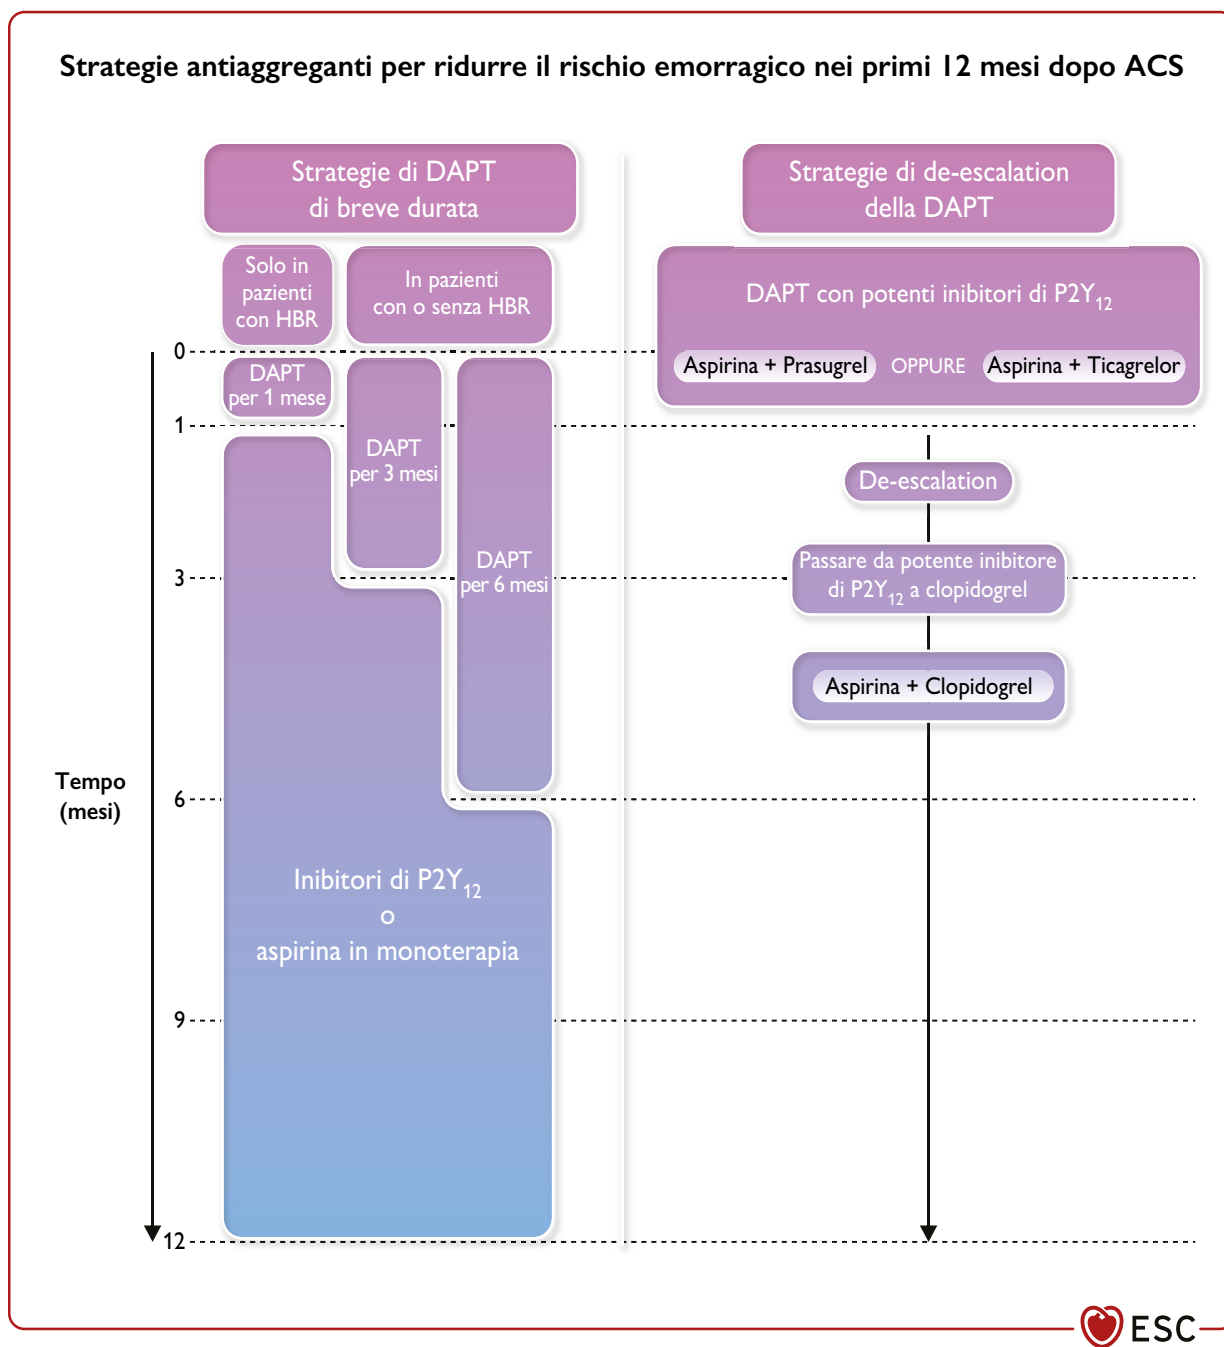 Strategie antiaggreganti per ridurre il rischio emorragico nei primi 12 mesi dopo ACS
Strategie di DAPT
di breve durata
Solo in
pazienti
con HBR
In pazienti
con o senza HBR
Strategie di de-escalation
della DAPT
DAPT con potenti inibitori di P2Y12
Aspirina + Prasugrel OPPURE Aspirina + Ticagrelor
0
DAPT
per 1 mese
1
DAPT
per 3 mesi
De-escalation
DAPT
per 6 mesi
Passare da potente inibitore
di P2Y12 a clopidogrel
3
Aspirina + Clopidogrel
Tempo
(mesi)
6
Inibitori di P2Y12
o
aspirina in monoterapia
9
12
ESC